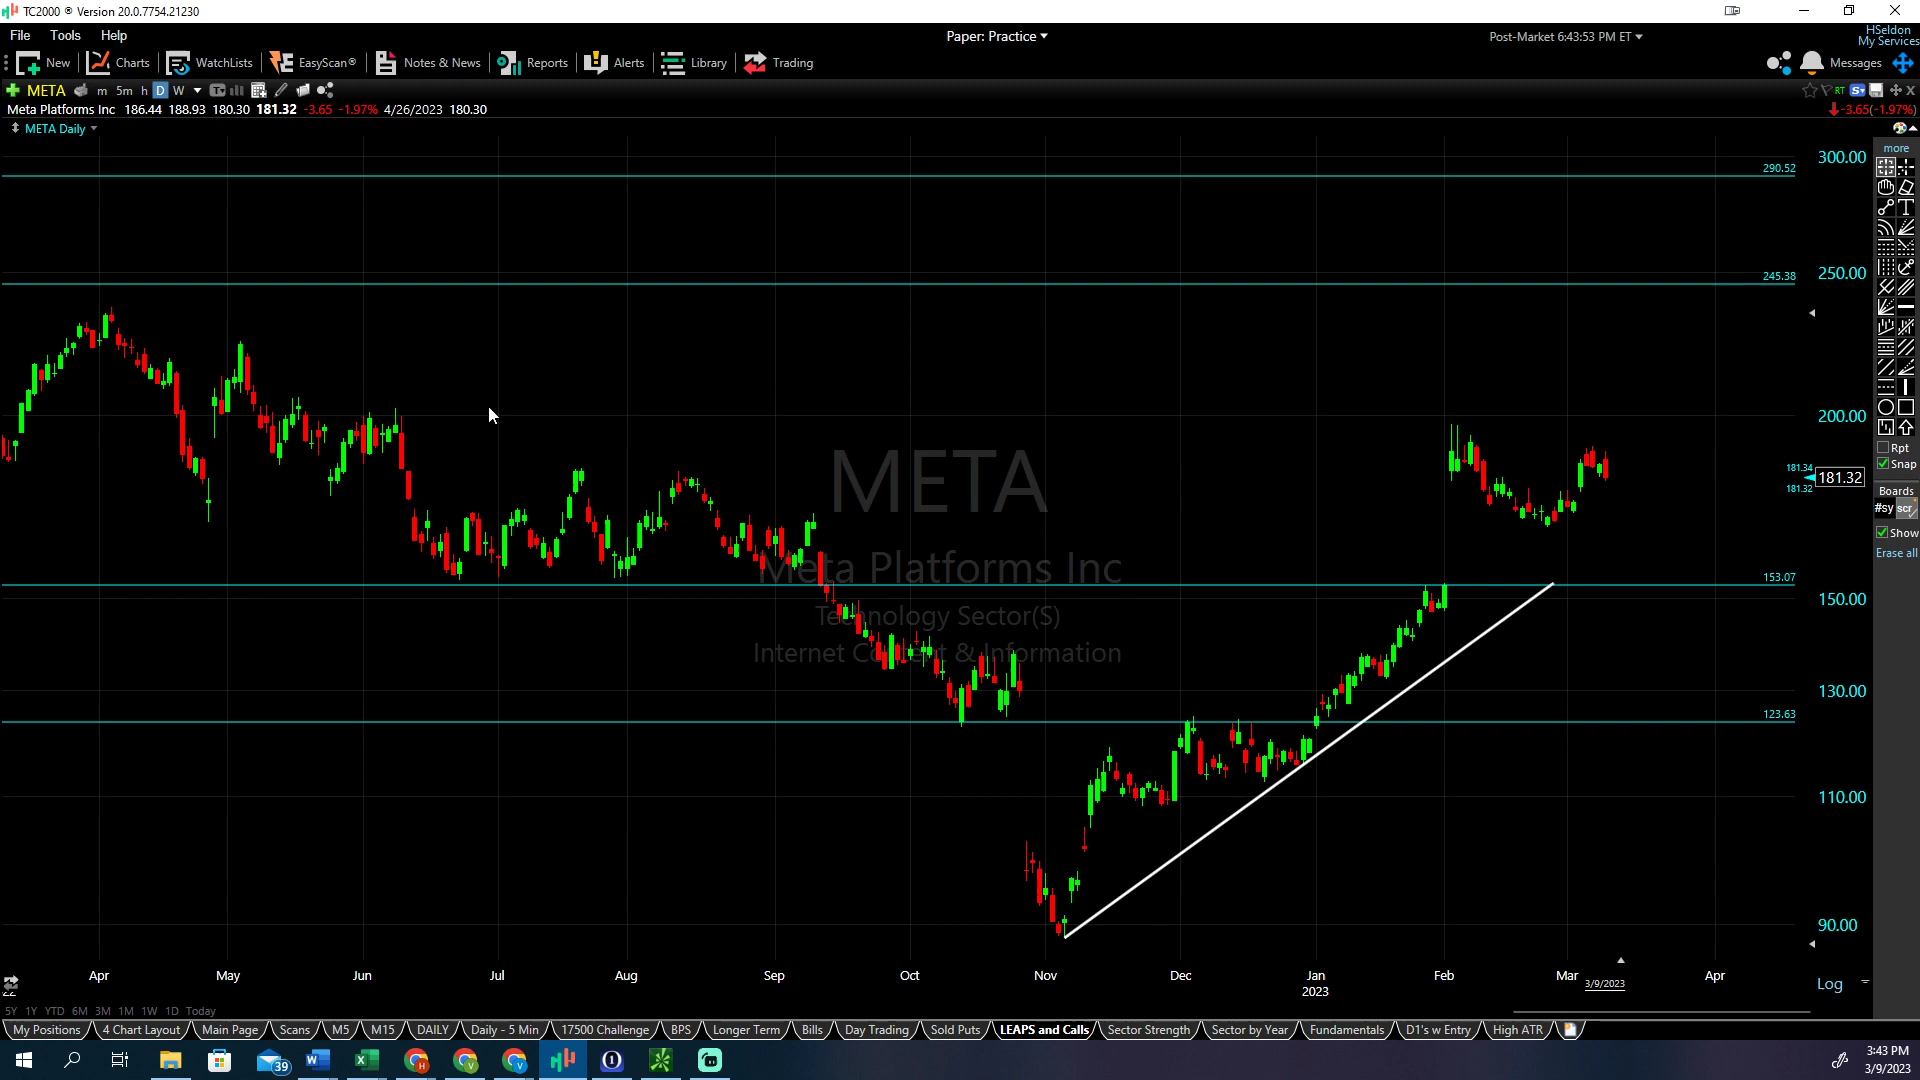 TC2000 ® Version 20.0.7754.21230
File Tools Help
Paper: Practice
Post-Market 6:43:53 PM ET
HSeldon
My Services
New Charts WatchLists EasyScan® Notes & News Reports Alerts Library Trading
Messages
META m 5m h D W
RT S
Meta Platforms Inc 186.44 188.93 180.30 181.32 -3.65 -1.97% 4/26/2023 180.30
-3.65(-1.97%)
META Daily
more
300.00
290.52
250.00
245.38
200.00
META
181.34
181.32
181.32
Rpt
Snap
Boards
#sy scr
Show
Erase all
Meta Platforms Inc
153.07
150.00
Technology Sector(S)
Internet Content & Information
130.00
123.63
110.00
90.00
Apr May Jun Jul Aug Sep Oct Nov Dec Jan Feb Mar Apr
22
2023
3/9/2023
Log
5Y 1Y YTD 6M 3M 1M 1W 1D Today
My Positions 4 Chart Layout Main Page Scans M5 M15 DAILY Daily - 5 Min 17500 Challenge BPS Longer Term Bills Day Trading Sold Puts LEAPS and Calls Sector Strength Sector by Year Fundamentals D1's w Entry High ATR
39
3:43 PM
3/9/2023